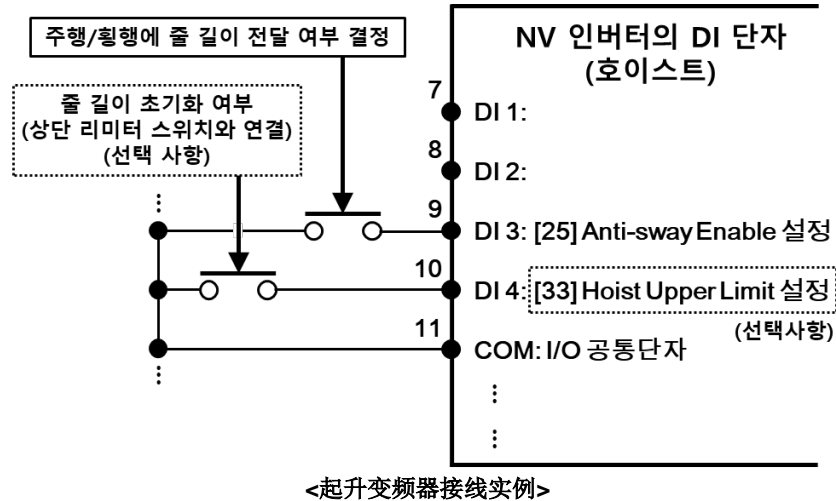 주행/횡행에 줄 길이 전달 여부 결정
줄 길이 초기화 여부
(상단 리미터 스위치와 연결)
(선택 사항)
NV 인버터의 DI 단자
(호이스트)
7
DI 1:
8
DI 2:
9
DI 3: [25] Anti-sway Enable 설정
10
DI 4: [33] Hoist Upper Limit 설정
(선택사항)
11
COM: I/O 공통단자
<起升变频器接线实例>